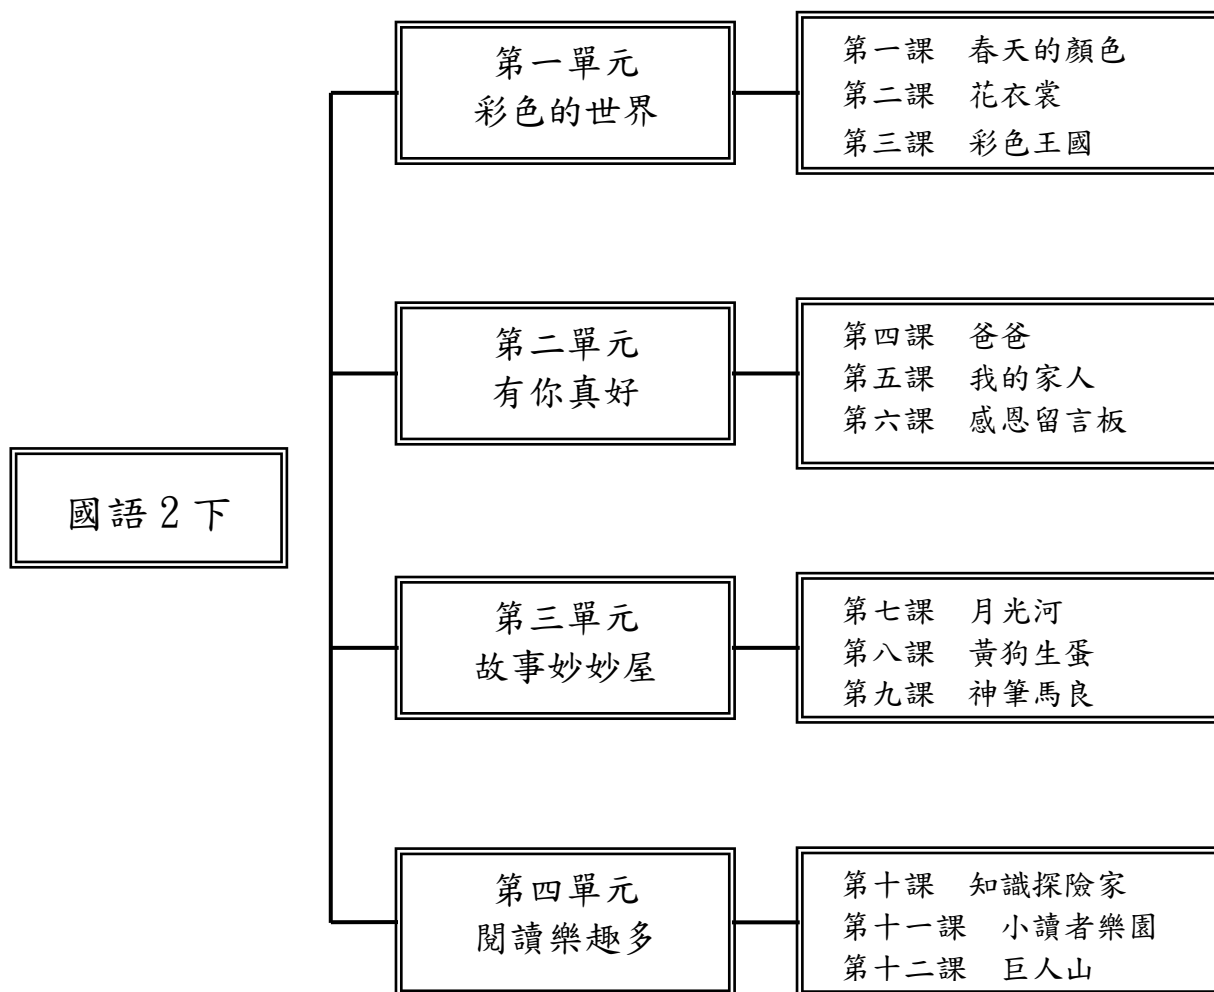 國語2下
第一單元
彩色的世界
第一課 春天的顏色
第二課 花衣裳
第三課 彩色王國
第二單元
有你真好
第四課 爸爸
第五課 我的家人
第六課 感恩留言板
第三單元
故事妙妙屋
第七課 月光河
第八課 黃狗生蛋
第九課 神筆馬良
第四單元
閱讀樂趣多
第十課 知識探險家
第十一課 小讀者樂園
第十二課 巨人山